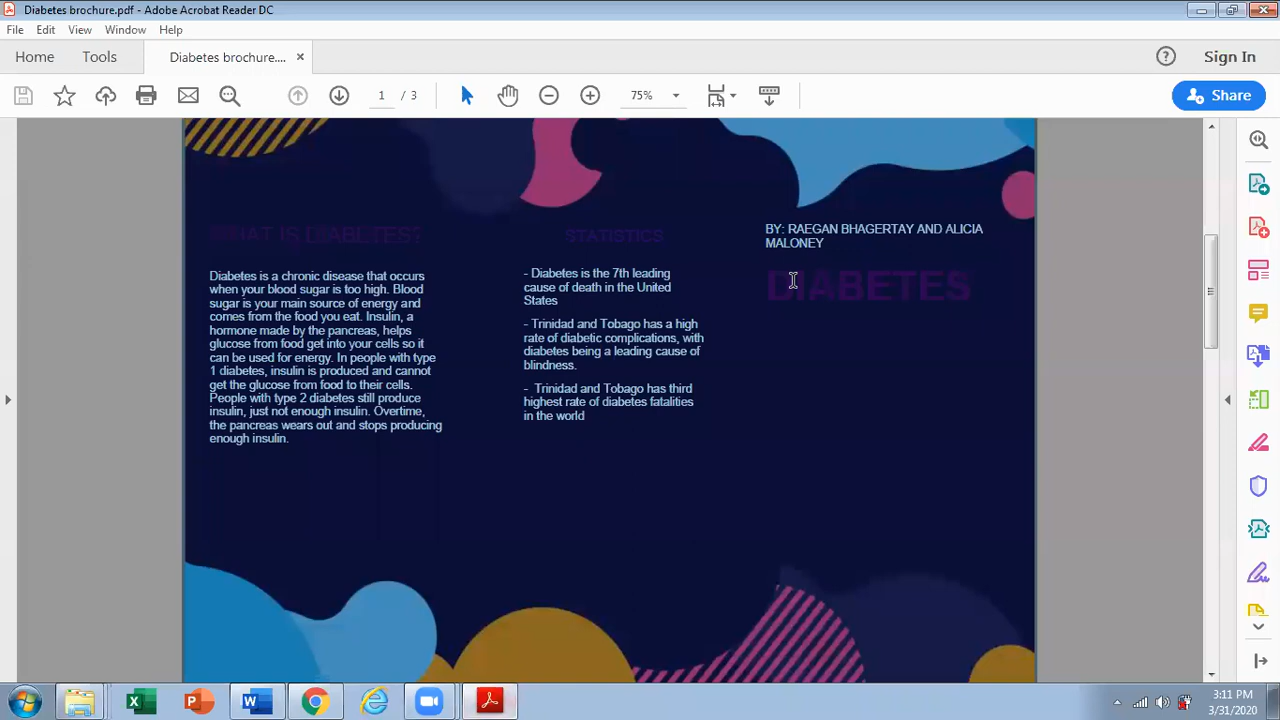 Diabetes brochure.pdf - Adobe Acrobat Reader DC
File Edit View Window Help
Home Tools Diabetes brochure.... × Sign In
1 / 3 75% Share
WHAT IS DIABETES?
Diabetes is a chronic disease that occurs
when your blood sugar is too high. Blood
sugar is your main source of energy and
comes from the food you eat. Insulin, a
hormone made by the pancreas, helps
glucose from food get into your cells so it
can be used for energy. In people with type
1 diabetes, insulin is produced and cannot
get the glucose from food to their cells.
People with type 2 diabetes still produce
insulin, just not enough insulin. Overtime,
the pancreas wears out and stops producing
enough insulin.
STATISTICS
- Diabetes is the 7th leading
cause of death in the United
States
- Trinidad and Tobago has a high
rate of diabetic complications, with
diabetes being a leading cause of
blindness.
- Trinidad and Tobago has third
highest rate of diabetes fatalities
in the world
BY: RAEGAN BHAGERTAY AND ALICIA
MALONEY
DIABETES
3:11 PM
3/31/2020